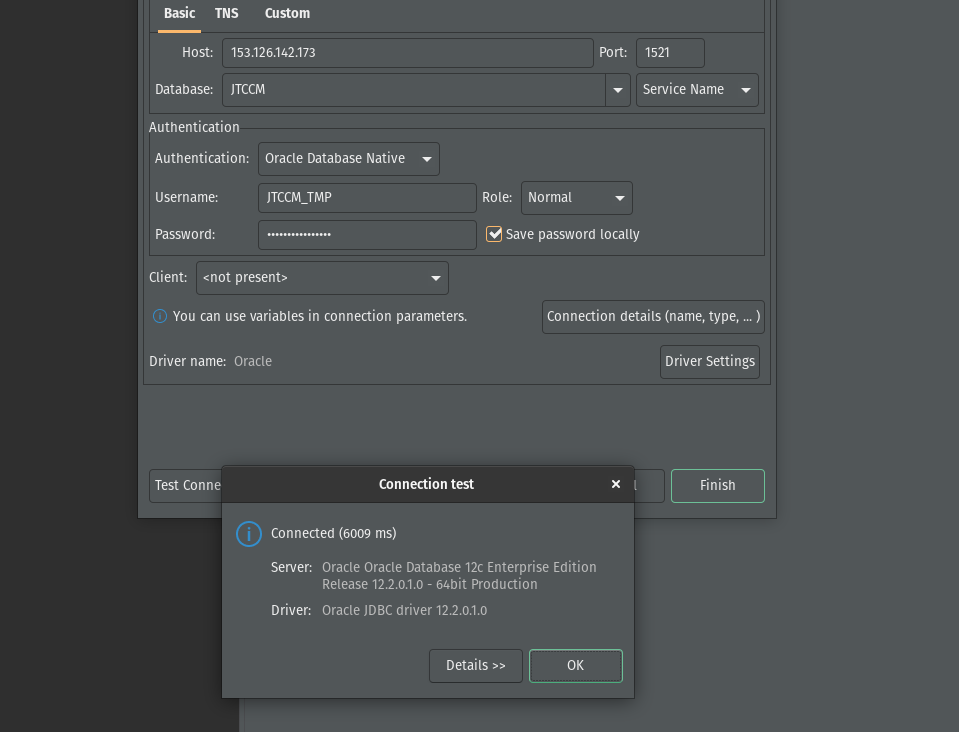 Basic TNS Custom
Host: 153.126.142.173 Port: 1521
Database: JTCCM Service Name
Authentication
Authentication: Oracle Database Native
Username: JTCCM_TMP Role: Normal
Password: •••••••••••••••• Save password locally
Client: <not present>
You can use variables in connection parameters. Connection details (name, type, ... )
Driver name: Oracle Driver Settings
Test Conne Finish
Connection test
Connected (6009 ms)
Server: Oracle Oracle Database 12c Enterprise Edition
Release 12.2.0.1.0 - 64bit Production
Driver: Oracle JDBC driver 12.2.0.1.0
Details >> OK